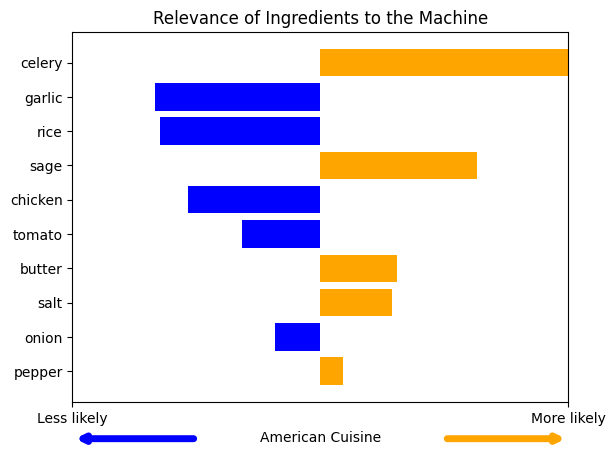 Relevance of Ingredients to the Machine
celery
garlic
rice
sage
chicken
tomato
butter
salt
onion
pepper
Less likely
More likely
American Cuisine